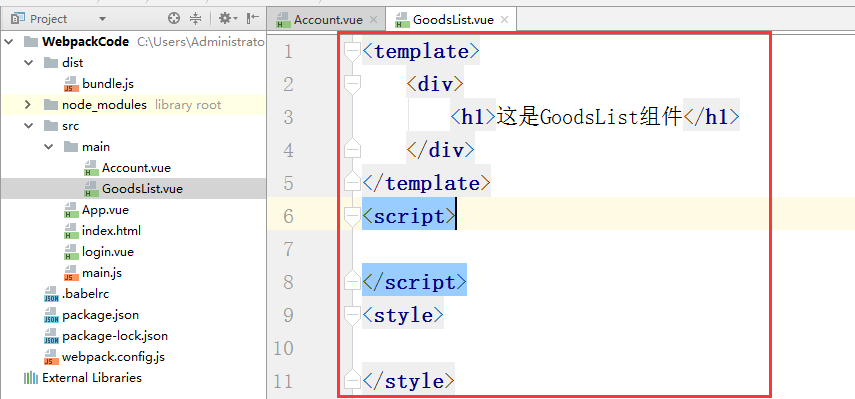 Project
WebpackCode C:\Users\Administrato
dist
bundle.js
node_modules library root
src
main
Account.vue
GoodsList.vue
App.vue
index.html
login.vue
main.js
.babelrc
package.json
package-lock.json
webpack.config.js
External Libraries
Account.vue GoodsList.vue
1 <template>
2 <div>
3 <h1>这是GoodsList组件</h1>
4 </div>
5 </template>
6 <script>
7
8 </script>
9 <style>
10
11 </style>